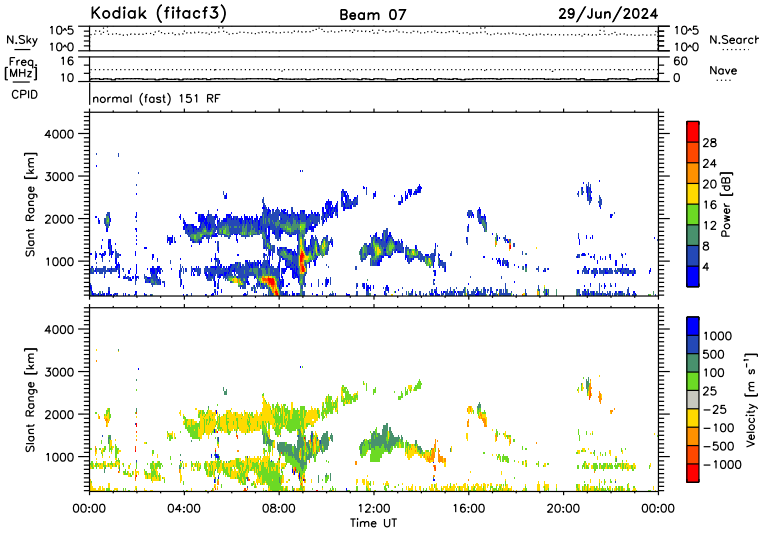 Kodiak (fitacf3) Beam 07 29/Jun/2024
N.Sky 10^5 10^0 10^5 10^0 N.Search
Freq. [MHz] 16 10 60 0 Nave
CPID normal (fast) 151 RF
Slant Range [km] 4000 3000 2000 1000
28 24 20 16 12 8 4 Power [dB]
Slant Range [km] 4000 3000 2000 1000
1000 500 100 25 −25 −100 −500 −1000 Velocity [m s⁻¹]
00:00 04:00 08:00 12:00 16:00 20:00 00:00
Time UT